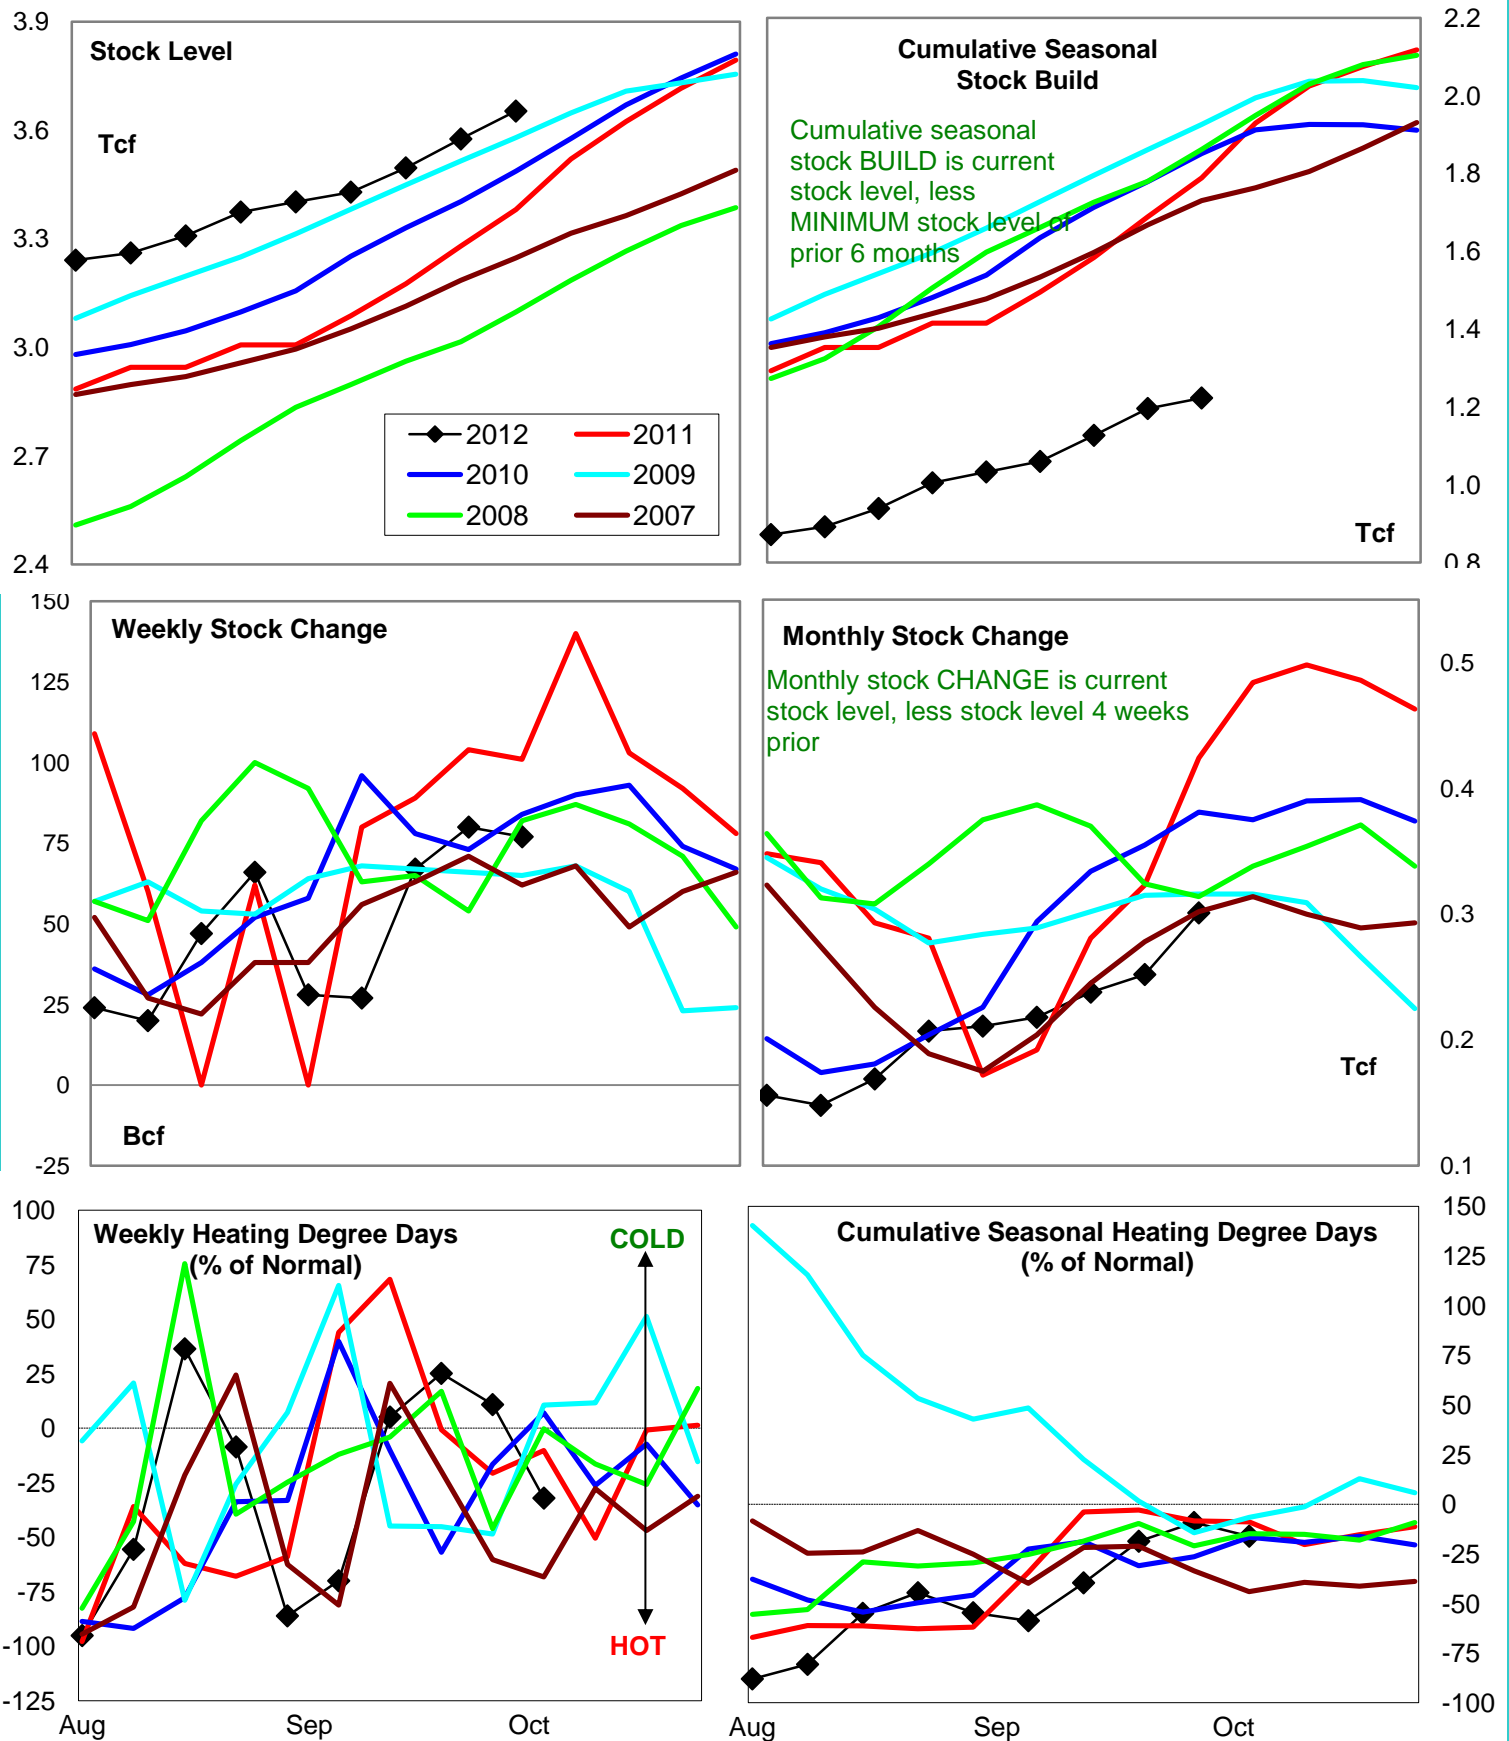 Stock Level
Tcf
3.9
3.6
3.3
3.0
2.7
2.4
2012
2011
2010
2009
2008
2007
Cumulative Seasonal
Stock Build
Cumulative seasonal
stock BUILD is current
stock level, less
MINIMUM stock level of
prior 6 months
Tcf
2.2
2.0
1.8
1.6
1.4
1.2
1.0
0.8
Weekly Stock Change
Bcf
150
125
100
75
50
25
0
-25
Monthly Stock Change
Monthly stock CHANGE is current
stock level, less stock level 4 weeks
prior
Tcf
0.5
0.4
0.3
0.2
0.1
Weekly Heating Degree Days
(% of Normal)
COLD
HOT
100
75
50
25
0
-25
-50
-75
-100
-125
Aug
Sep
Oct
Cumulative Seasonal Heating Degree Days
(% of Normal)
150
125
100
75
50
25
0
-25
-50
-75
-100
Aug
Sep
Oct